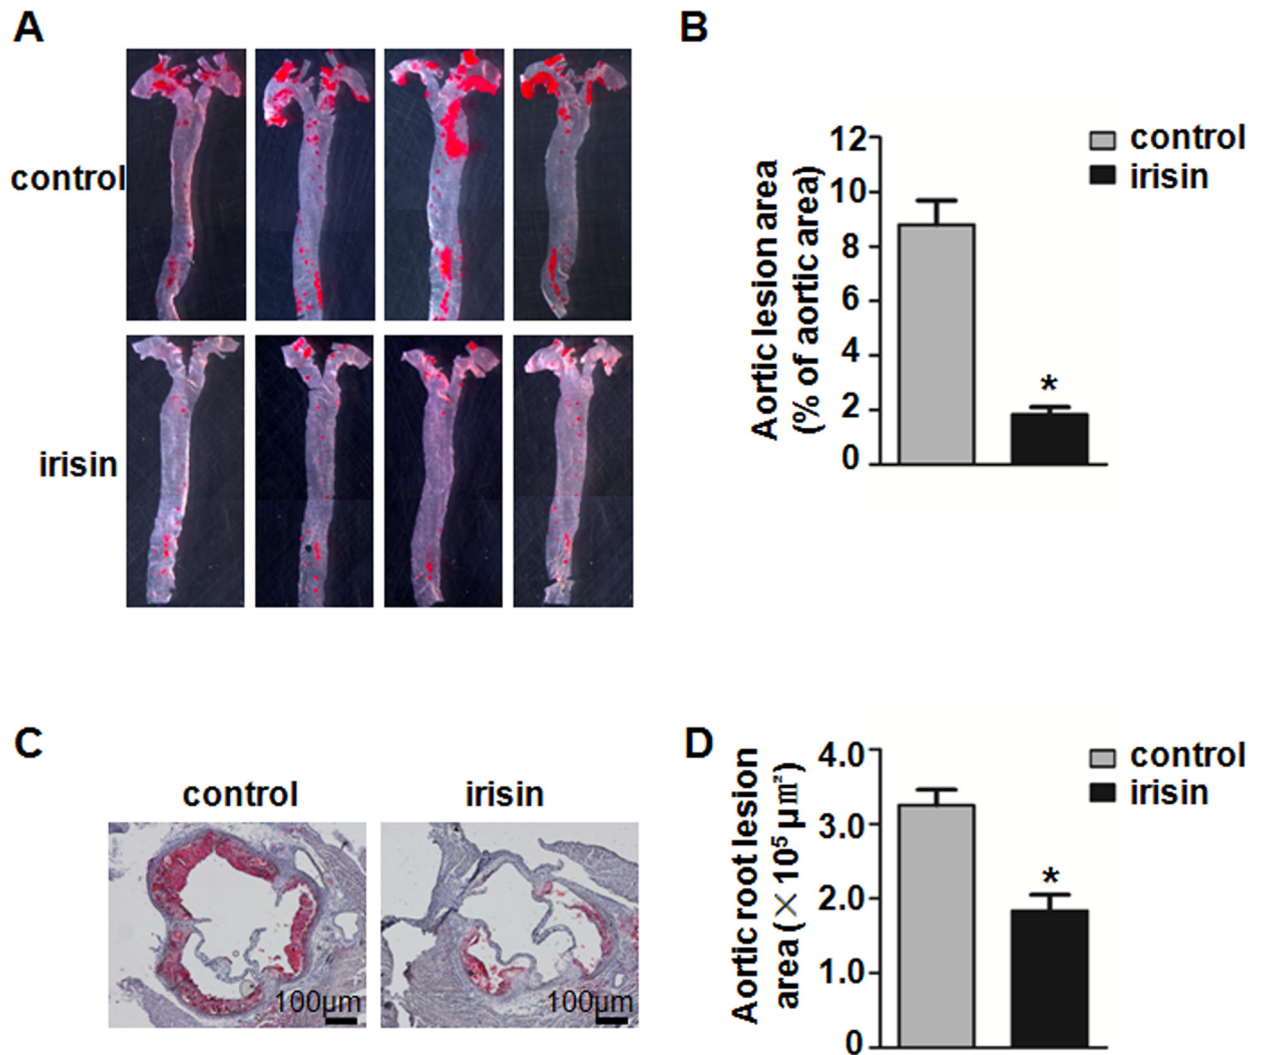 A
control
irisin
B
Aortic lesion area
(% of aortic area)
12
10
8
6
4
2
0
*
control
irisin
C
control
irisin
100μm
100μm
D
Aortic root lesion
area (×10⁵ μm²)
4.0
3.0
2.0
1.0
0
*
control
irisin